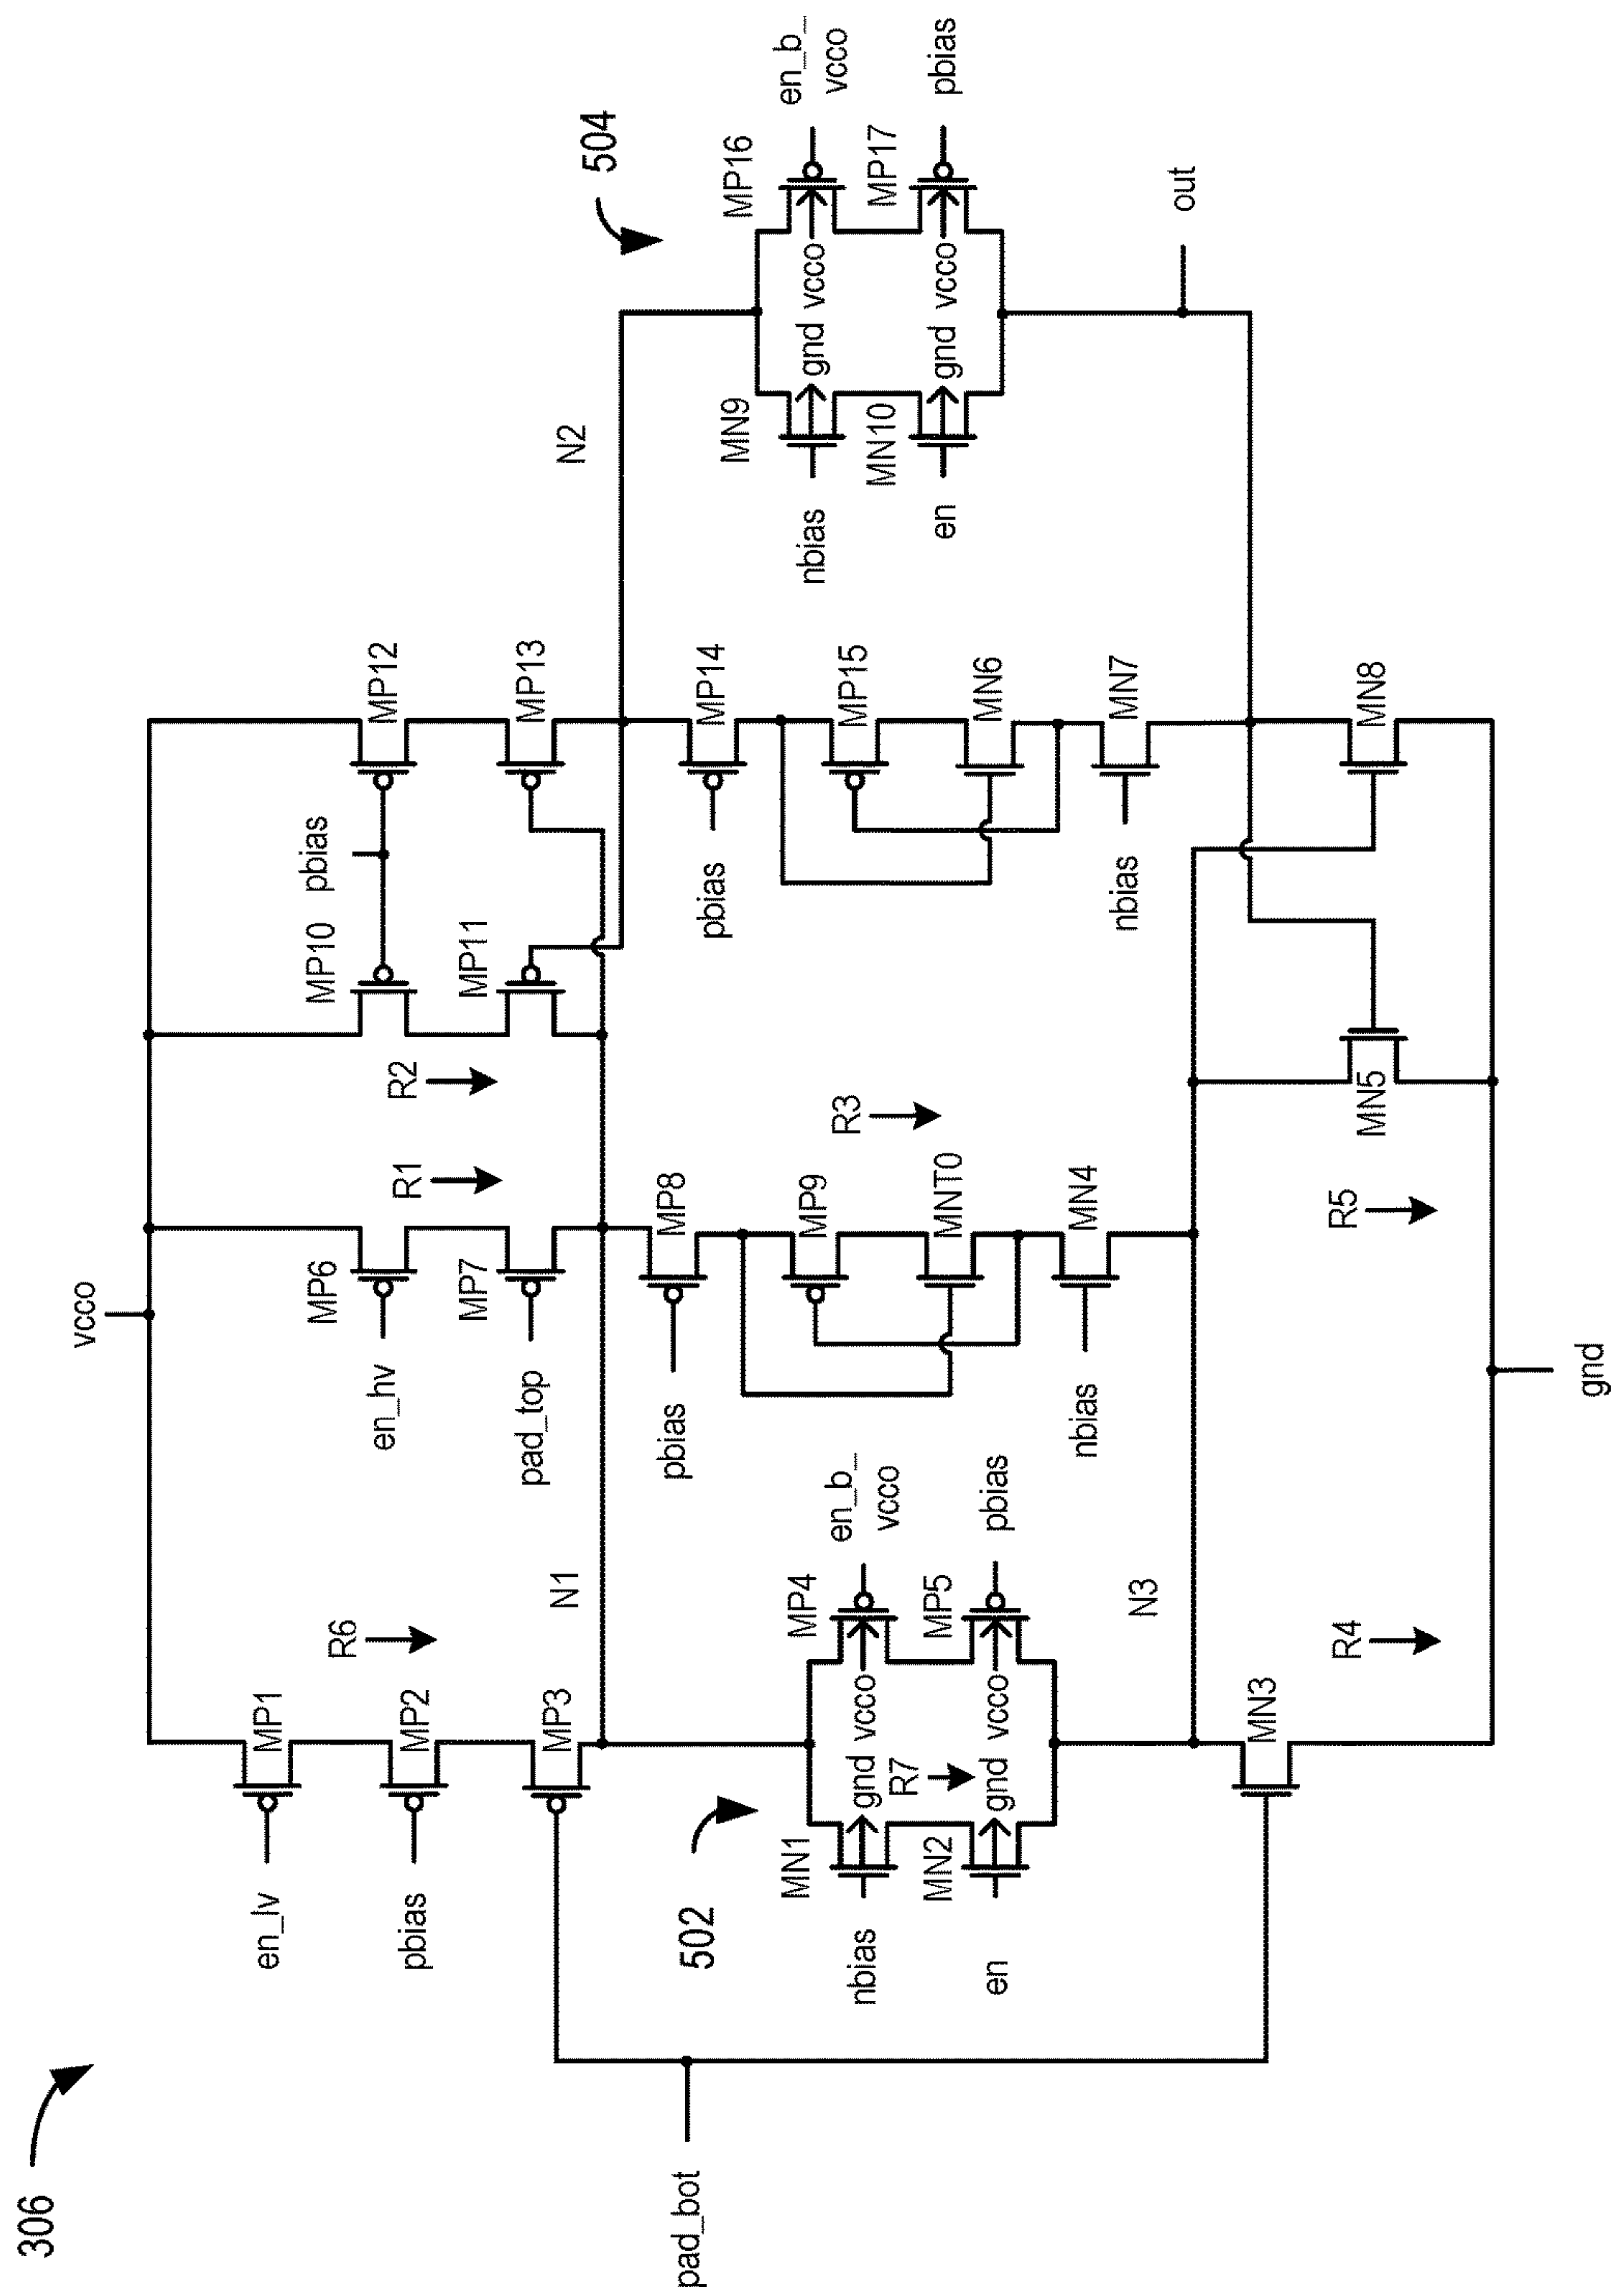 306
vcco
en_lv
MP1
R6
pbias
MP2
MP3
N1
en_hv
MP6
R1
pad_top
MP7
R2
MP10
pbias
MP12
MP11
MP13
N2
504
pad_bot
502
nbias
MN1
gnd
vcco
MP4
en_b_
vcco
R7
en
MN2
gnd
vcco
MP5
pbias
pbias
MP8
MP9
R3
MNT0
nbias
MN4
pbias
MP14
MP15
MN6
nbias
MN7
nbias
MN9
gnd
vcco
MP16
en_b_
vcco
en
MN10
gnd
vcco
MP17
pbias
out
N3
MN3
R4
R5
MN5
MN8
gnd